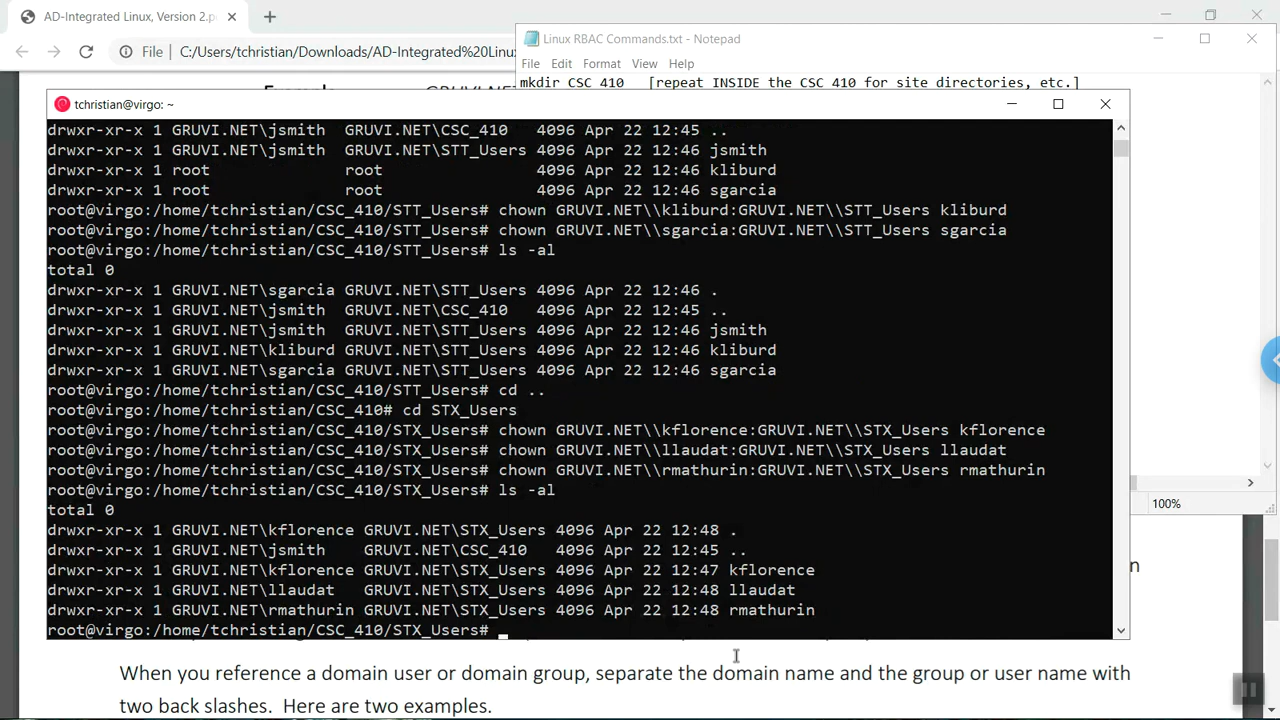 AD-Integrated Linux, Version 2.p
File C:/Users/tchristian/Downloads/AD-Integrated%20Linux
Linux RBAC Commands.txt - Notepad
File Edit Format View Help
mkdir CSC_410 [repeat INSIDE the CSC_410 for site directories, etc.]
tchristian@virgo: ~
drwxr-xr-x 1 GRUVI.NET\jsmith GRUVI.NET\CSC_410 4096 Apr 22 12:45 ..
drwxr-xr-x 1 GRUVI.NET\jsmith GRUVI.NET\STT_Users 4096 Apr 22 12:46 jsmith
drwxr-xr-x 1 root root 4096 Apr 22 12:46 kliburd
drwxr-xr-x 1 root root 4096 Apr 22 12:46 sgarcia
root@virgo:/home/tchristian/CSC_410/STT_Users# chown GRUVI.NET\\kliburd:GRUVI.NET\\STT_Users kliburd
root@virgo:/home/tchristian/CSC_410/STT_Users# chown GRUVI.NET\\sgarcia:GRUVI.NET\\STT_Users sgarcia
root@virgo:/home/tchristian/CSC_410/STT_Users# ls -al
total 0
drwxr-xr-x 1 GRUVI.NET\sgarcia GRUVI.NET\STT_Users 4096 Apr 22 12:46 .
drwxr-xr-x 1 GRUVI.NET\jsmith GRUVI.NET\CSC_410 4096 Apr 22 12:45 ..
drwxr-xr-x 1 GRUVI.NET\jsmith GRUVI.NET\STT_Users 4096 Apr 22 12:46 jsmith
drwxr-xr-x 1 GRUVI.NET\kliburd GRUVI.NET\STT_Users 4096 Apr 22 12:46 kliburd
drwxr-xr-x 1 GRUVI.NET\sgarcia GRUVI.NET\STT_Users 4096 Apr 22 12:46 sgarcia
root@virgo:/home/tchristian/CSC_410/STT_Users# cd ..
root@virgo:/home/tchristian/CSC_410# cd STX_Users
root@virgo:/home/tchristian/CSC_410/STX_Users# chown GRUVI.NET\\kflorence:GRUVI.NET\\STX_Users kflorence
root@virgo:/home/tchristian/CSC_410/STX_Users# chown GRUVI.NET\\llaudat:GRUVI.NET\\STX_Users llaudat
root@virgo:/home/tchristian/CSC_410/STX_Users# chown GRUVI.NET\\rmathurin:GRUVI.NET\\STX_Users rmathurin
root@virgo:/home/tchristian/CSC_410/STX_Users# ls -al
total 0
drwxr-xr-x 1 GRUVI.NET\kflorence GRUVI.NET\STX_Users 4096 Apr 22 12:48 .
drwxr-xr-x 1 GRUVI.NET\jsmith GRUVI.NET\CSC_410 4096 Apr 22 12:45 ..
drwxr-xr-x 1 GRUVI.NET\kflorence GRUVI.NET\STX_Users 4096 Apr 22 12:47 kflorence
drwxr-xr-x 1 GRUVI.NET\llaudat GRUVI.NET\STX_Users 4096 Apr 22 12:48 llaudat
drwxr-xr-x 1 GRUVI.NET\rmathurin GRUVI.NET\STX_Users 4096 Apr 22 12:48 rmathurin
root@virgo:/home/tchristian/CSC_410/STX_Users#
100%
When you reference a domain user or domain group, separate the domain name and the group or user name with
two back slashes. Here are two examples.